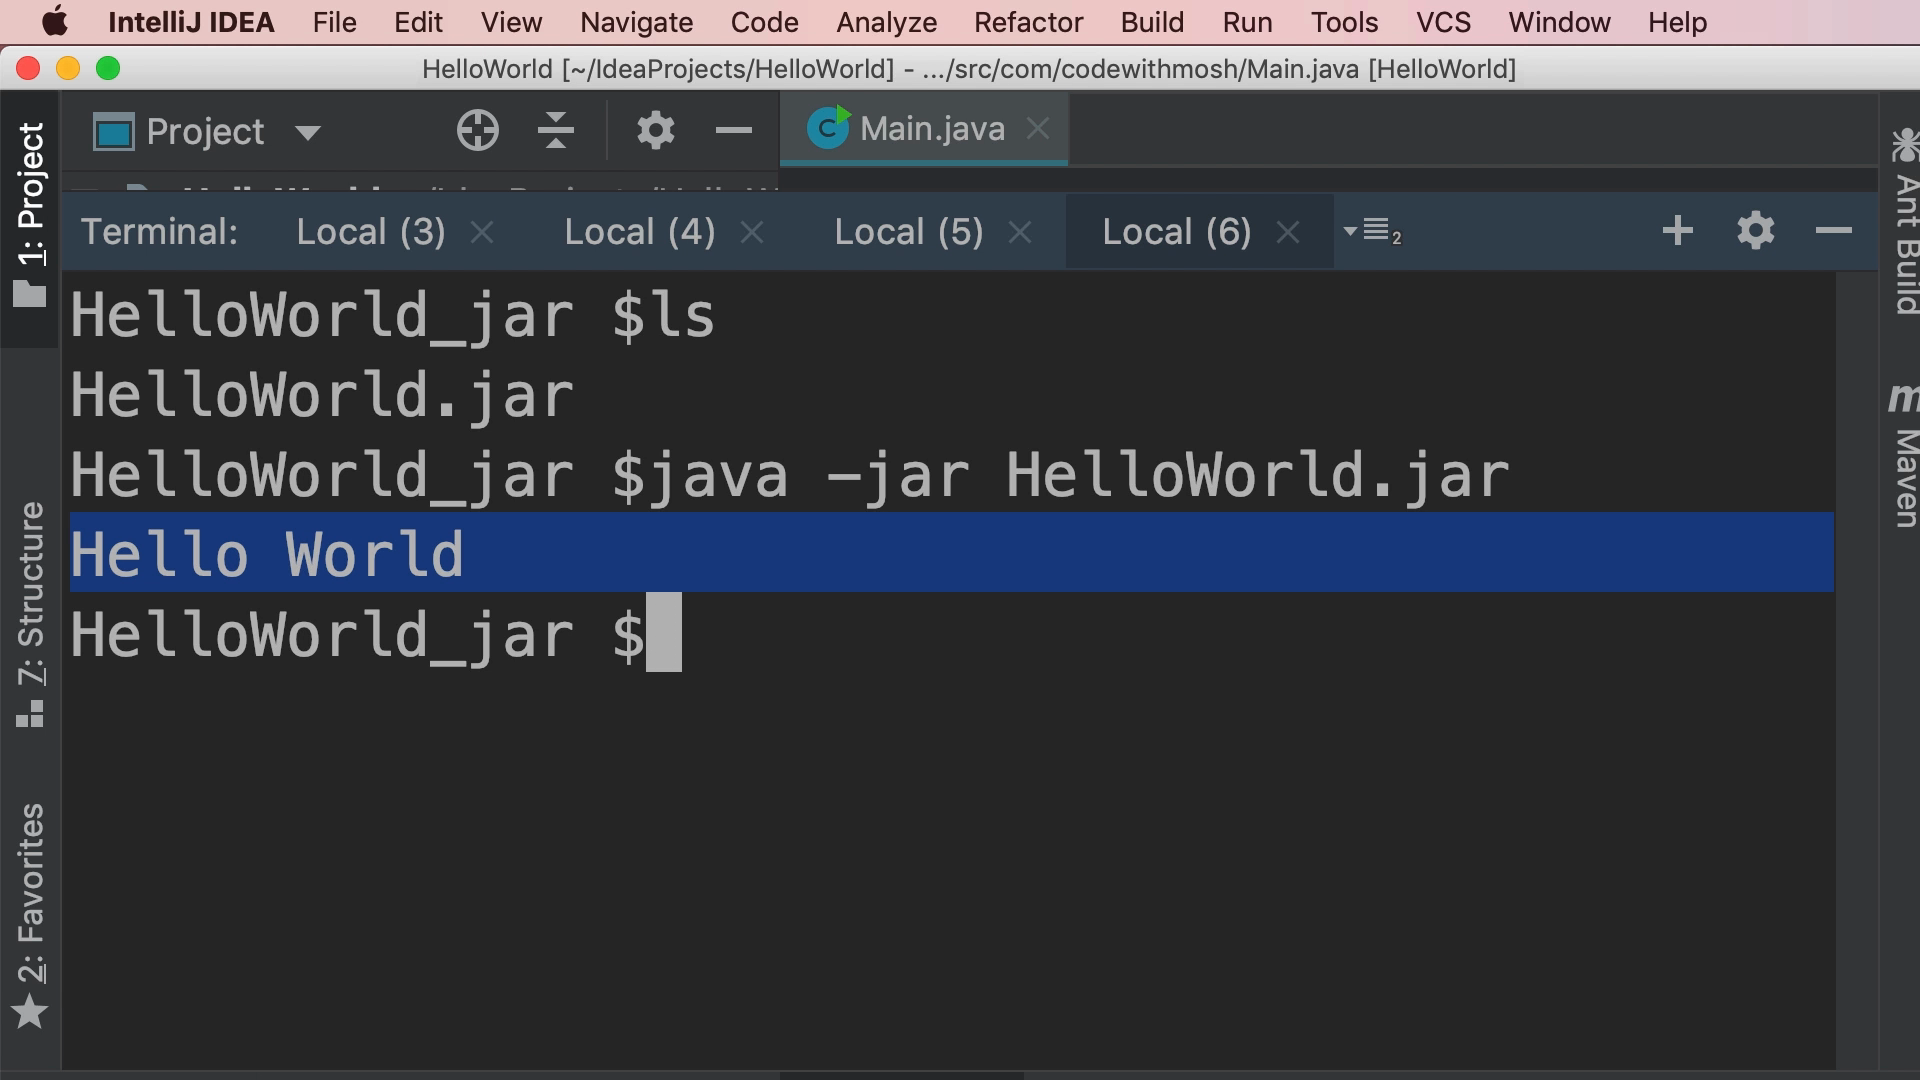 IntelliJ IDEA File Edit View Navigate Code Analyze Refactor Build Run Tools VCS Window Help
HelloWorld [~/IdeaProjects/HelloWorld] - .../src/com/codewithmosh/Main.java [HelloWorld]
Project
Main.java
Terminal: Local (3) Local (4) Local (5) Local (6) 2
HelloWorld_jar $ls
HelloWorld.jar
HelloWorld_jar $java -jar HelloWorld.jar
Hello World
HelloWorld_jar $
1: Project
7: Structure
2: Favorites
Ant Build
m
Maven